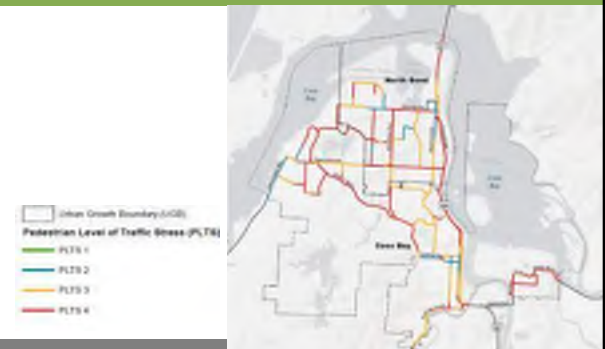 North Bend
Coos Bay
Coos Bay
Coos Bay
Urban Growth Boundary (UGB)
Pedestrian Level of Traffic Stress (PLTS)
PLTS 1
PLTS 2
PLTS 3
PLTS 4